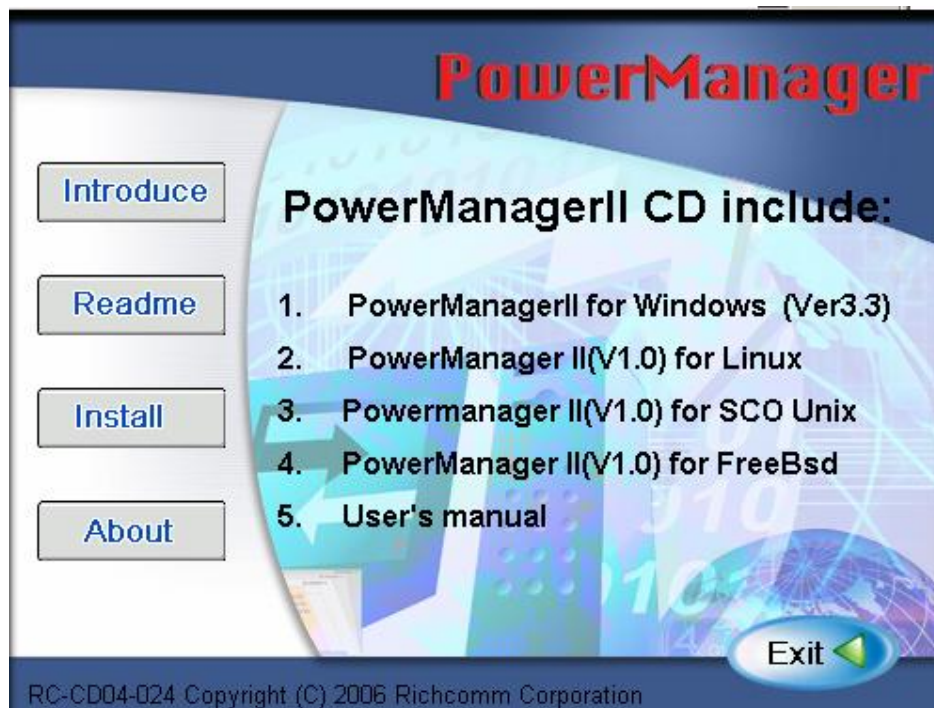 PowerManager
Introduce
Readme
Install
About
PowerManagerII CD include:
1. PowerManagerII for Windows (Ver3.3)
2. PowerManager II(V1.0) for Linux
3. Powermanager II(V1.0) for SCO Unix
4. PowerManager II(V1.0) for FreeBsd
5. User's manual
Exit
RC-CD04-024 Copyright (C) 2006 Richcomm Corporation